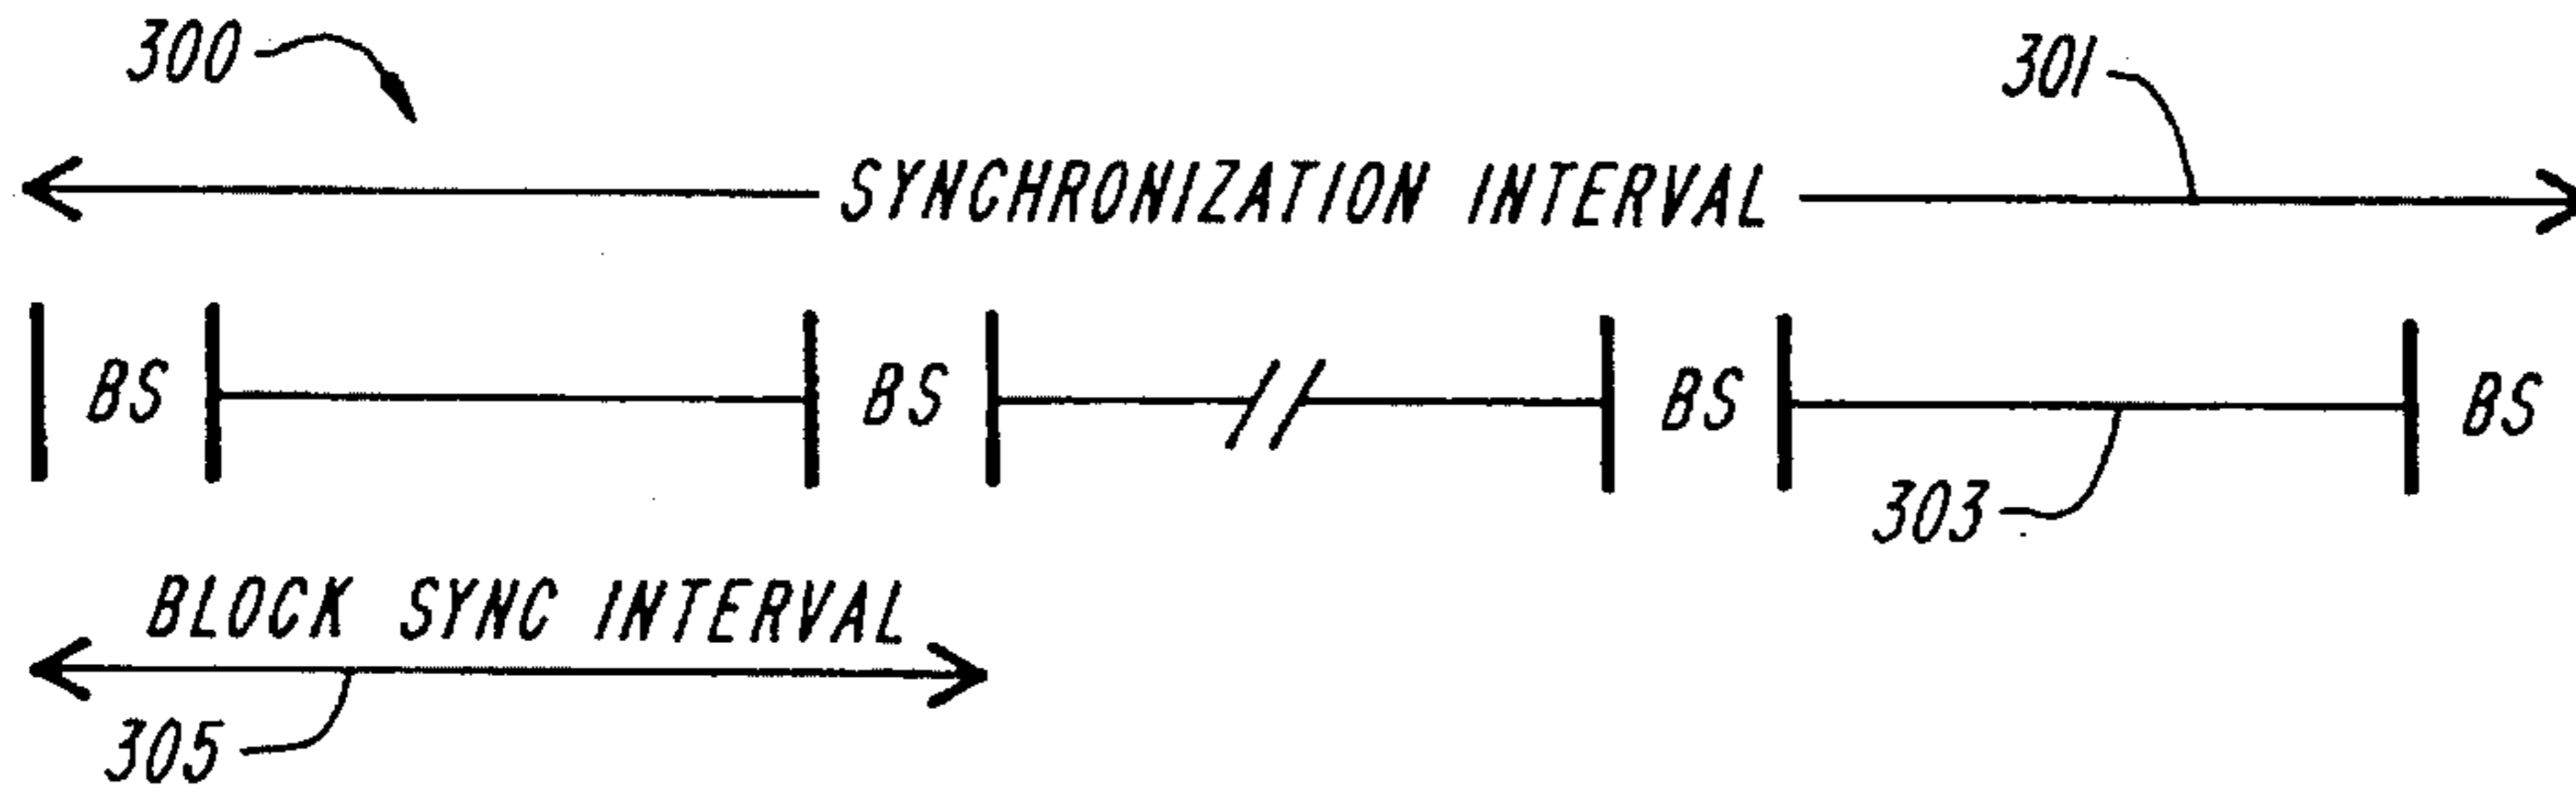 300
301
SYNCHRONIZATION INTERVAL
BS BS BS BS
303
BLOCK SYNC INTERVAL
305